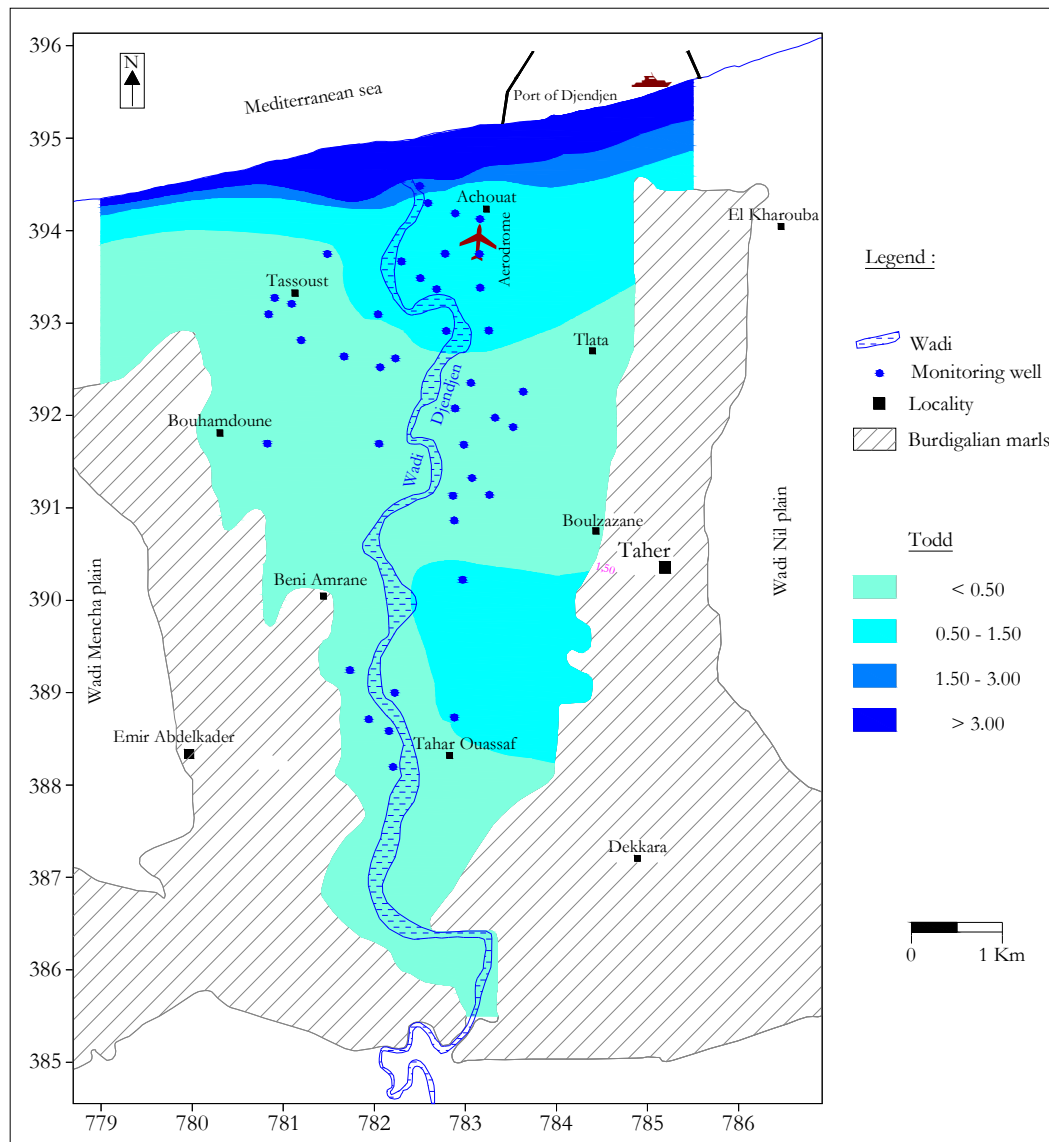 396
395
394
393
392
391
390
389
388
387
386
385
779
780
781
782
783
784
785
786
N
Mediterranean sea
Port of Djendjen
Achouat
Aerodrome
El Kharouba
Tassoust
Tlata
Bouhamdoune
Wadi Djendjen
Boulzazane
Taher
1.50
Beni Amrane
Wadi Mencha plain
Wadi Nil plain
Emir Abdelkader
Tahar Ouassaf
Dekkara
Legend :
Wadi
Monitoring well
Locality
Burdigalian marls
Todd
< 0.50
0.50 - 1.50
1.50 - 3.00
> 3.00
0 1 Km